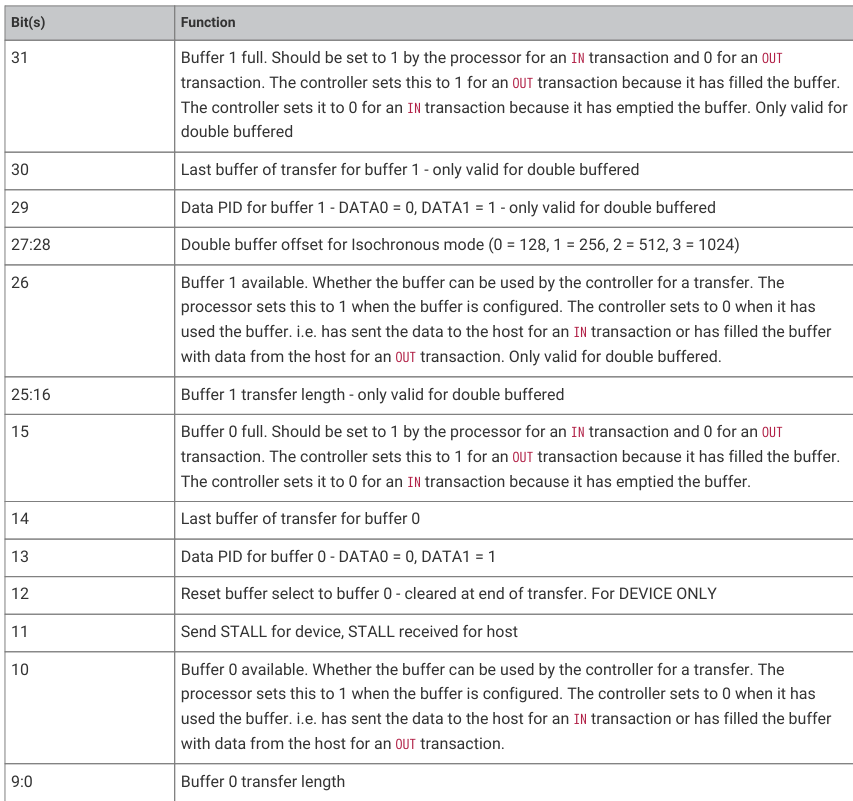 Bit(s) Function
31 Buffer 1 full. Should be set to 1 by the processor for an IN transaction and 0 for an OUT
transaction. The controller sets this to 1 for an OUT transaction because it has filled the buffer.
The controller sets it to 0 for an IN transaction because it has emptied the buffer. Only valid for
double buffered
30 Last buffer of transfer for buffer 1 - only valid for double buffered
29 Data PID for buffer 1 - DATA0 = 0, DATA1 = 1 - only valid for double buffered
27:28 Double buffer offset for Isochronous mode (0 = 128, 1 = 256, 2 = 512, 3 = 1024)
26 Buffer 1 available. Whether the buffer can be used by the controller for a transfer. The
processor sets this to 1 when the buffer is configured. The controller sets to 0 when it has
used the buffer. i.e. has sent the data to the host for an IN transaction or has filled the buffer
with data from the host for an OUT transaction. Only valid for double buffered.
25:16 Buffer 1 transfer length - only valid for double buffered
15 Buffer 0 full. Should be set to 1 by the processor for an IN transaction and 0 for an OUT
transaction. The controller sets this to 1 for an OUT transaction because it has filled the buffer.
The controller sets it to 0 for an IN transaction because it has emptied the buffer.
14 Last buffer of transfer for buffer 0
13 Data PID for buffer 0 - DATA0 = 0, DATA1 = 1
12 Reset buffer select to buffer 0 - cleared at end of transfer. For DEVICE ONLY
11 Send STALL for device, STALL received for host
10 Buffer 0 available. Whether the buffer can be used by the controller for a transfer. The
processor sets this to 1 when the buffer is configured. The controller sets to 0 when it has
used the buffer. i.e. has sent the data to the host for an IN transaction or has filled the buffer
with data from the host for an OUT transaction.
9:0 Buffer 0 transfer length